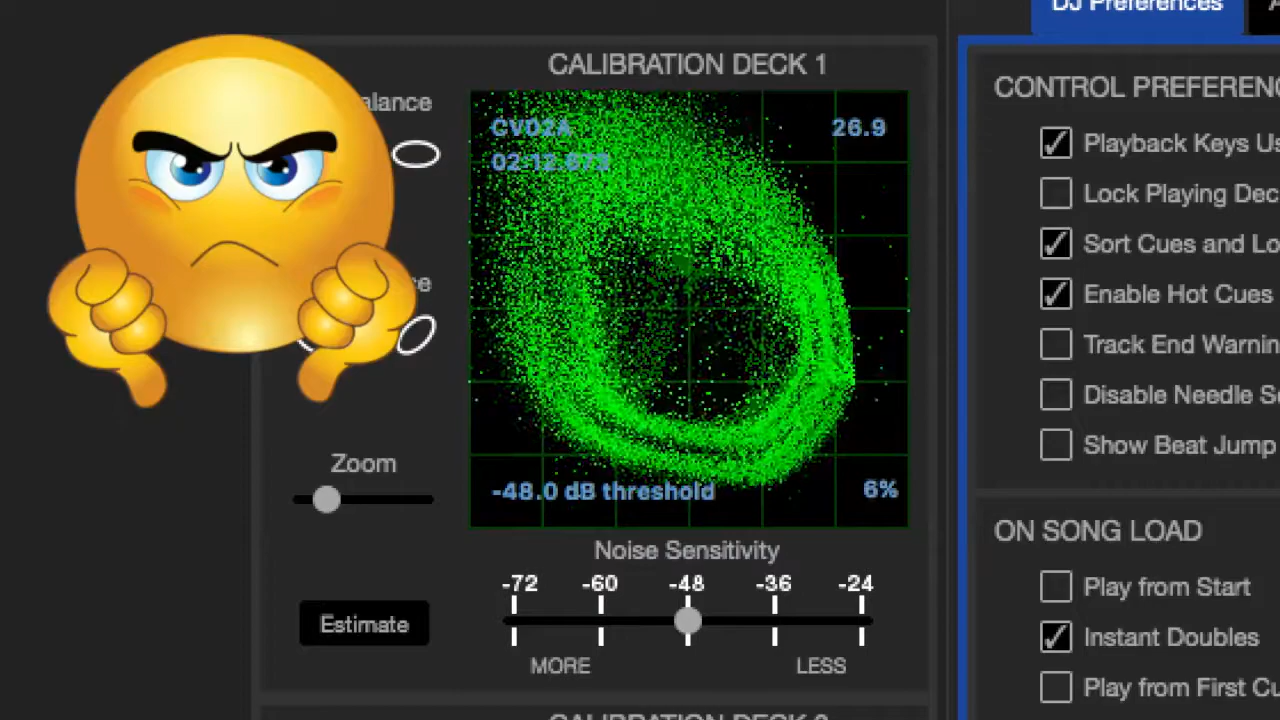 DJ Preferences
CALIBRATION DECK 1
CV02A
26.9
-48.0 dB threshold
6%
Zoom
Noise Sensitivity
-72 -60 -48 -36 -24
MORE LESS
Estimate
CONTROL PREFERENC
Playback Keys Us
Lock Playing Dec
Sort Cues and Lo
Enable Hot Cues
Track End Warnin
Disable Needle Se
Show Beat Jump
ON SONG LOAD
Play from Start
Instant Doubles
Play from First Cu